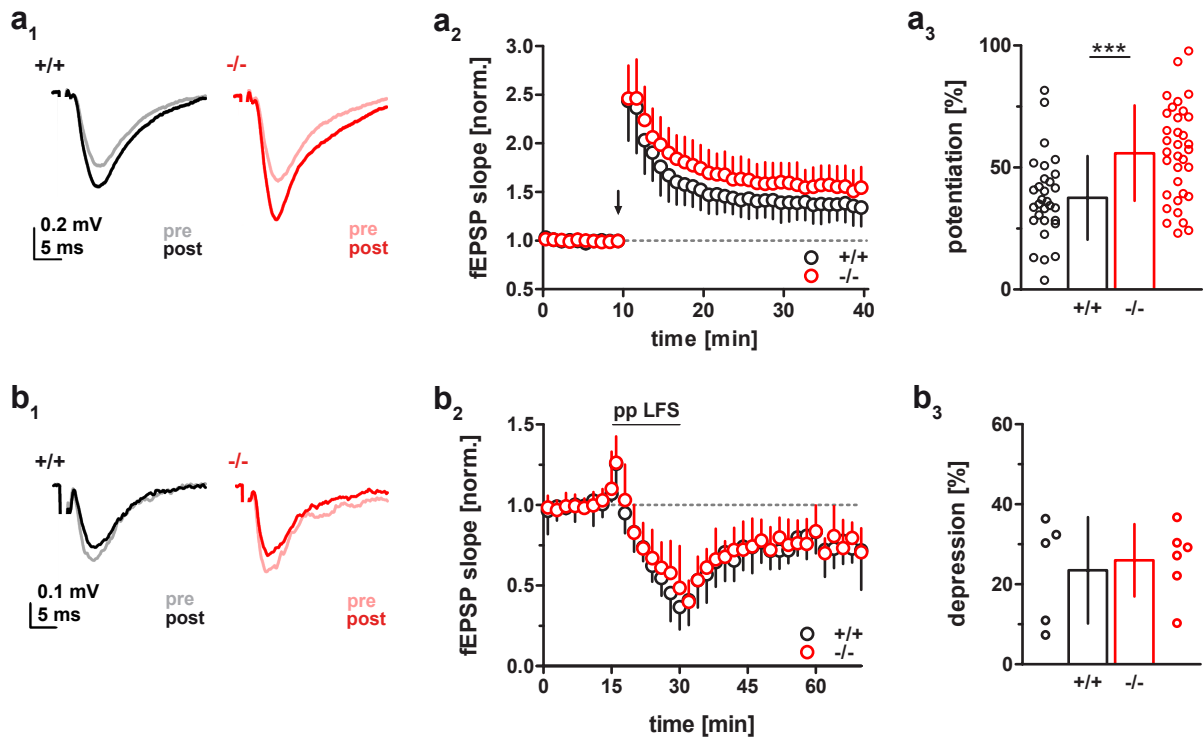 a1
+/+
-/-
0.2 mV
5 ms
pre
post
pre
post
a2
fEPSP slope [norm.]
3.0
2.5
2.0
1.5
1.0
0.5
0
10
20
30
40
time [min]
+/+
-/-
a3
potentiation [%]
100
50
0
***
+/+
-/-
b1
+/+
-/-
0.1 mV
5 ms
pre
post
pre
post
b2
pp LFS
fEPSP slope [norm.]
1.5
1.0
0.5
0.0
0
15
30
45
60
time [min]
+/+
-/-
b3
depression [%]
60
40
20
0
+/+
-/-